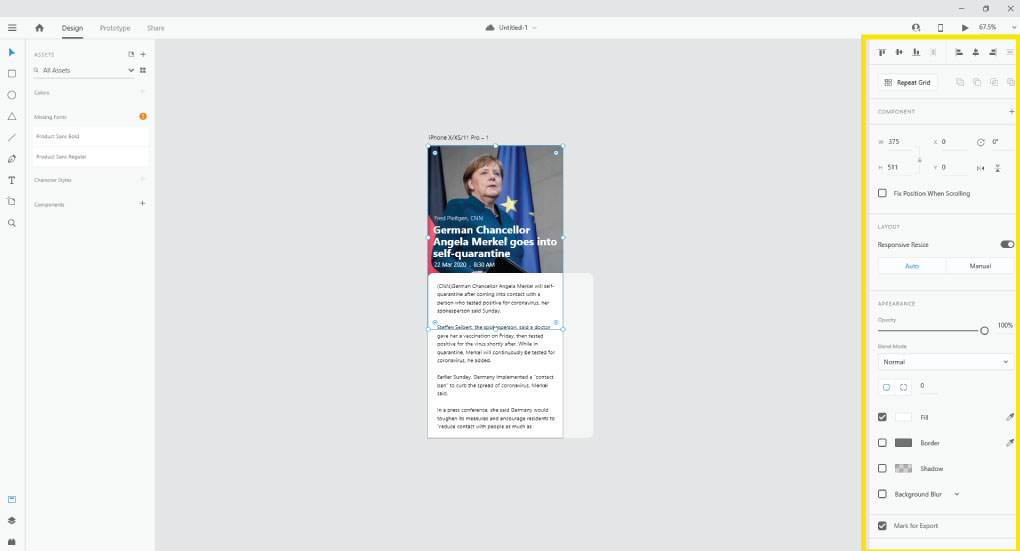 Design
Prototype
Share
Untitled-1
67.5%
ASSETS
All Assets
Colors
Missing Fonts
Product Sans Bold
Product Sans Regular
Character Styles
Components
iPhone X/XS/11 Pro – 1
Fred Pleitgen, CNN
German Chancellor
Angela Merkel goes into
self-quarantine
22 Mar 2020 . 8:30 AM
(CNN)German Chancellor Angela Merkel will self-
quarantine after coming into contact with a
person who tested positive for coronavirus, her
spokesperson said Sunday.
Steffen Seibert, the spokesperson, said a doctor
gave her a vaccination on Friday, then tested
positive for the virus shortly after. While in
quarantine, Merkel will continuously be tested for
coronavirus, he added.
Earlier Sunday, Germany implemented a "contact
ban" to curb the spread of coronavirus, Merkel
said.
In a press conference, she said Germany would
toughen its measures and encourage residents to
"reduce contact with people as much as
Repeat Grid
COMPONENT
W 375 X 0 0°
H 511 Y 0
Fix Position When Scrolling
LAYOUT
Responsive Resize
Auto Manual
APPEARANCE
Opacity
100%
Blend Mode
Normal
0
Fill
Border
Shadow
Background Blur
Mark for Export